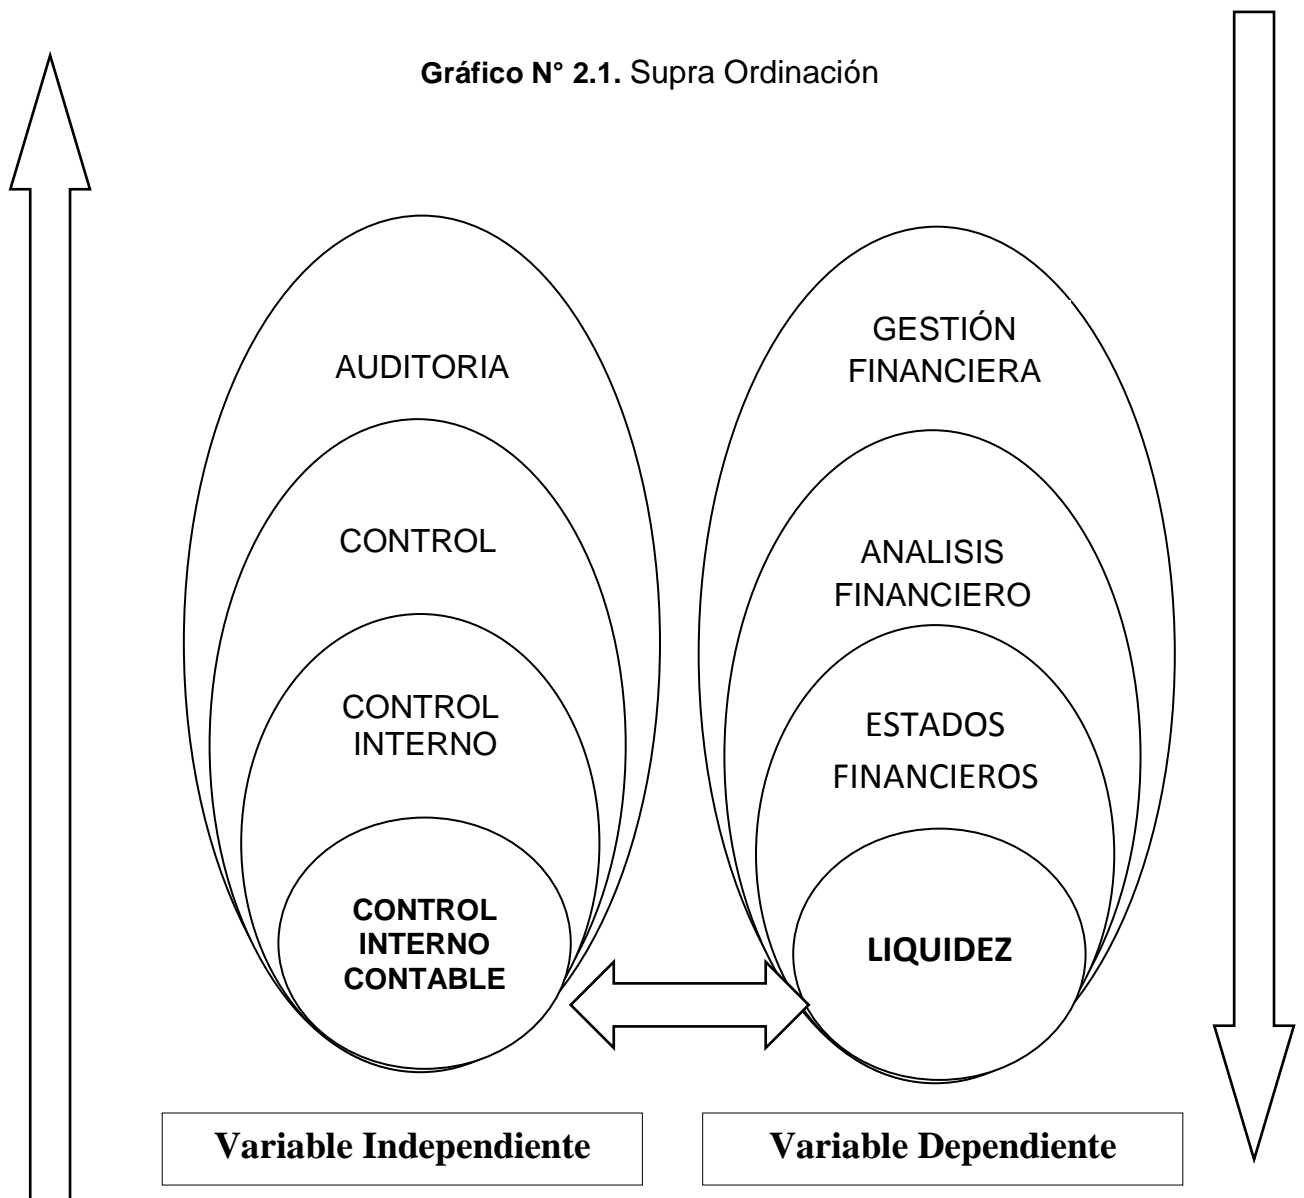 Gráfico N° 2.1. Supra Ordinación
AUDITORIA
CONTROL
CONTROL
INTERNO
CONTROL
INTERNO
CONTABLE
GESTIÓN
FINANCIERA
ANALISIS
FINANCIERO
ESTADOS
FINANCIEROS
LIQUIDEZ
Variable Independiente
Variable Dependiente